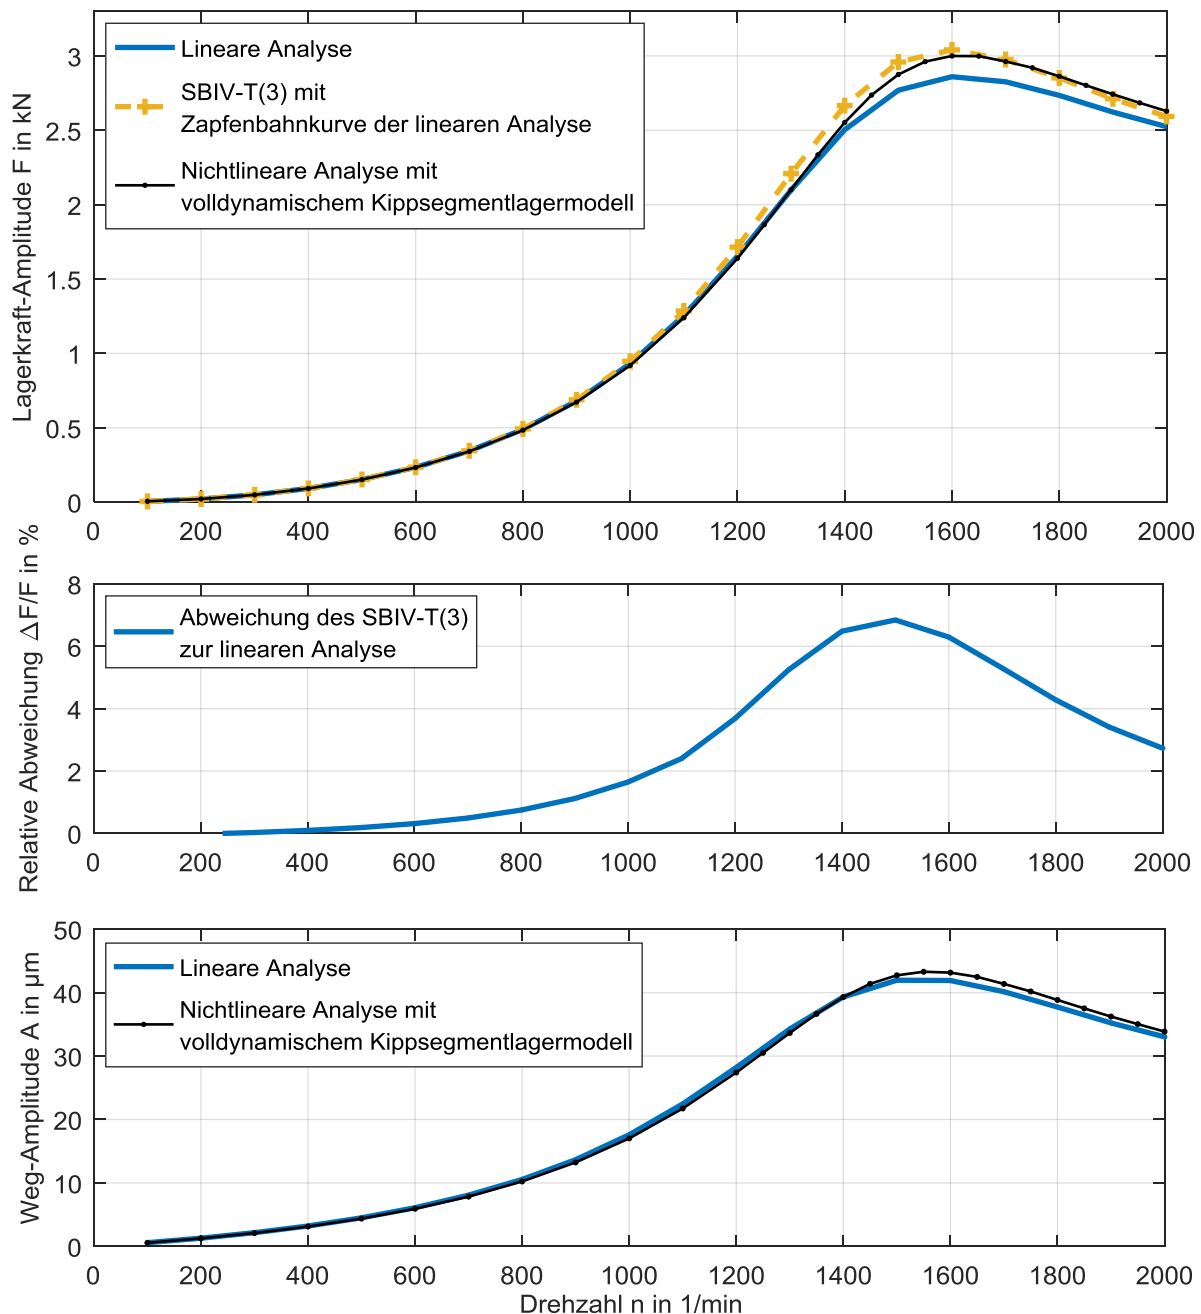 Lagerkraft-Amplitude F in kN
3
2.5
2
1.5
1
0.5
0
Lineare Analyse
SBIV-T(3) mit
Zapfenbahnkurve der linearen Analyse
Nichtlineare Analyse mit
volldynamischem Kippsegmentlagermodell
0 200 400 600 800 1000 1200 1400 1600 1800 2000
Relative Abweichung ΔF/F in %
8
6
4
2
0
Abweichung des SBIV-T(3)
zur linearen Analyse
0 200 400 600 800 1000 1200 1400 1600 1800 2000
Weg-Amplitude A in μm
50
40
30
20
10
0
Lineare Analyse
Nichtlineare Analyse mit
volldynamischem Kippsegmentlagermodell
0 200 400 600 800 1000 1200 1400 1600 1800 2000
Drehzahl n in 1/min